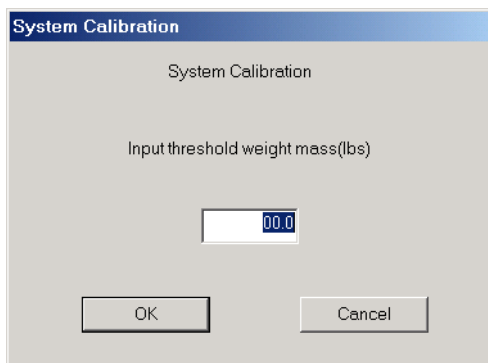 System Calibration
System Calibration
Input threshold weight mass(lbs)
00.0
OK
Cancel